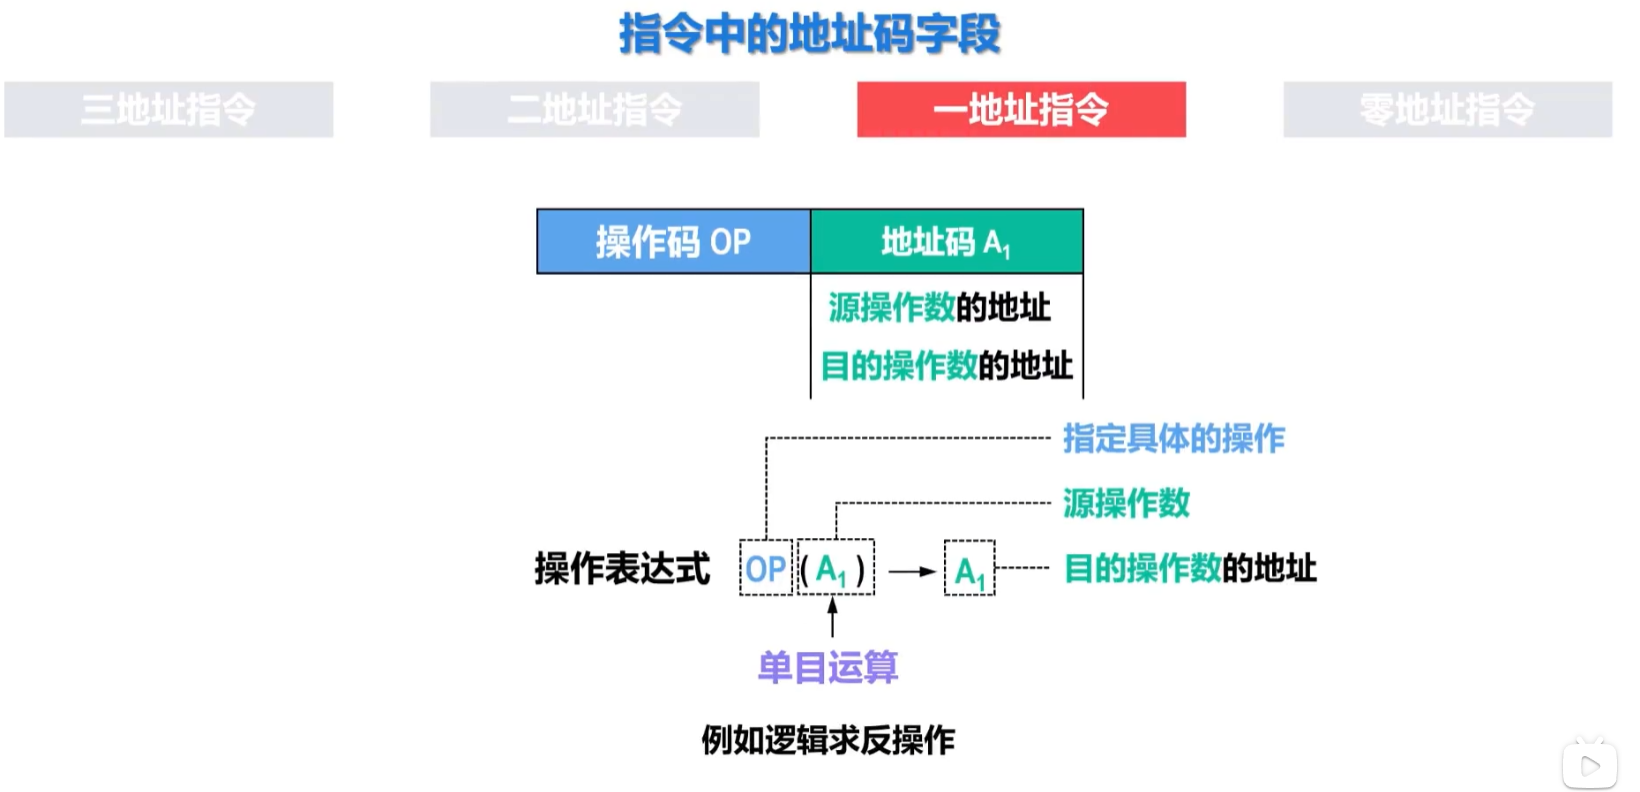 指令中的地址码字段
三地址指令
二地址指令
一地址指令
零地址指令
操作码 OP
地址码 A₁
源操作数的地址
目的操作数的地址
指定具体的操作
源操作数
操作表达式 OP (A₁) → A₁ 目的操作数的地址
单目运算
例如逻辑求反操作